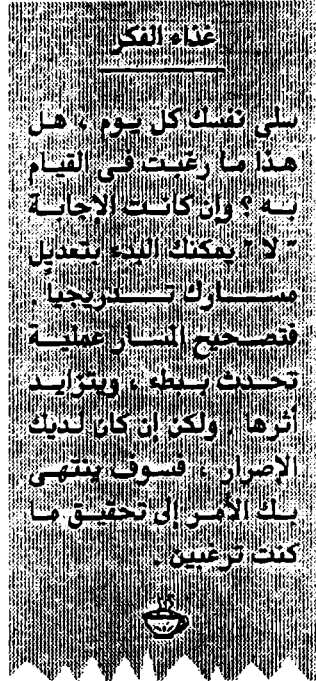 غذاء الفكر
سلي نفسك كل يوم ، هل
هذا ما رغبت في القيام
به ؟ وإن كانت الإجابة
" لا " يمكنك البدء بتعديل
مسارك تدريجياً .
فتصحيح المسار عملية
تحدث ببطء ، ويتزايد
أثرها . ولكن إن كان لديك
الإصرار ، فسوف ينتهي
بك الأمر إلى تحقيق ما
كنت ترغبين .